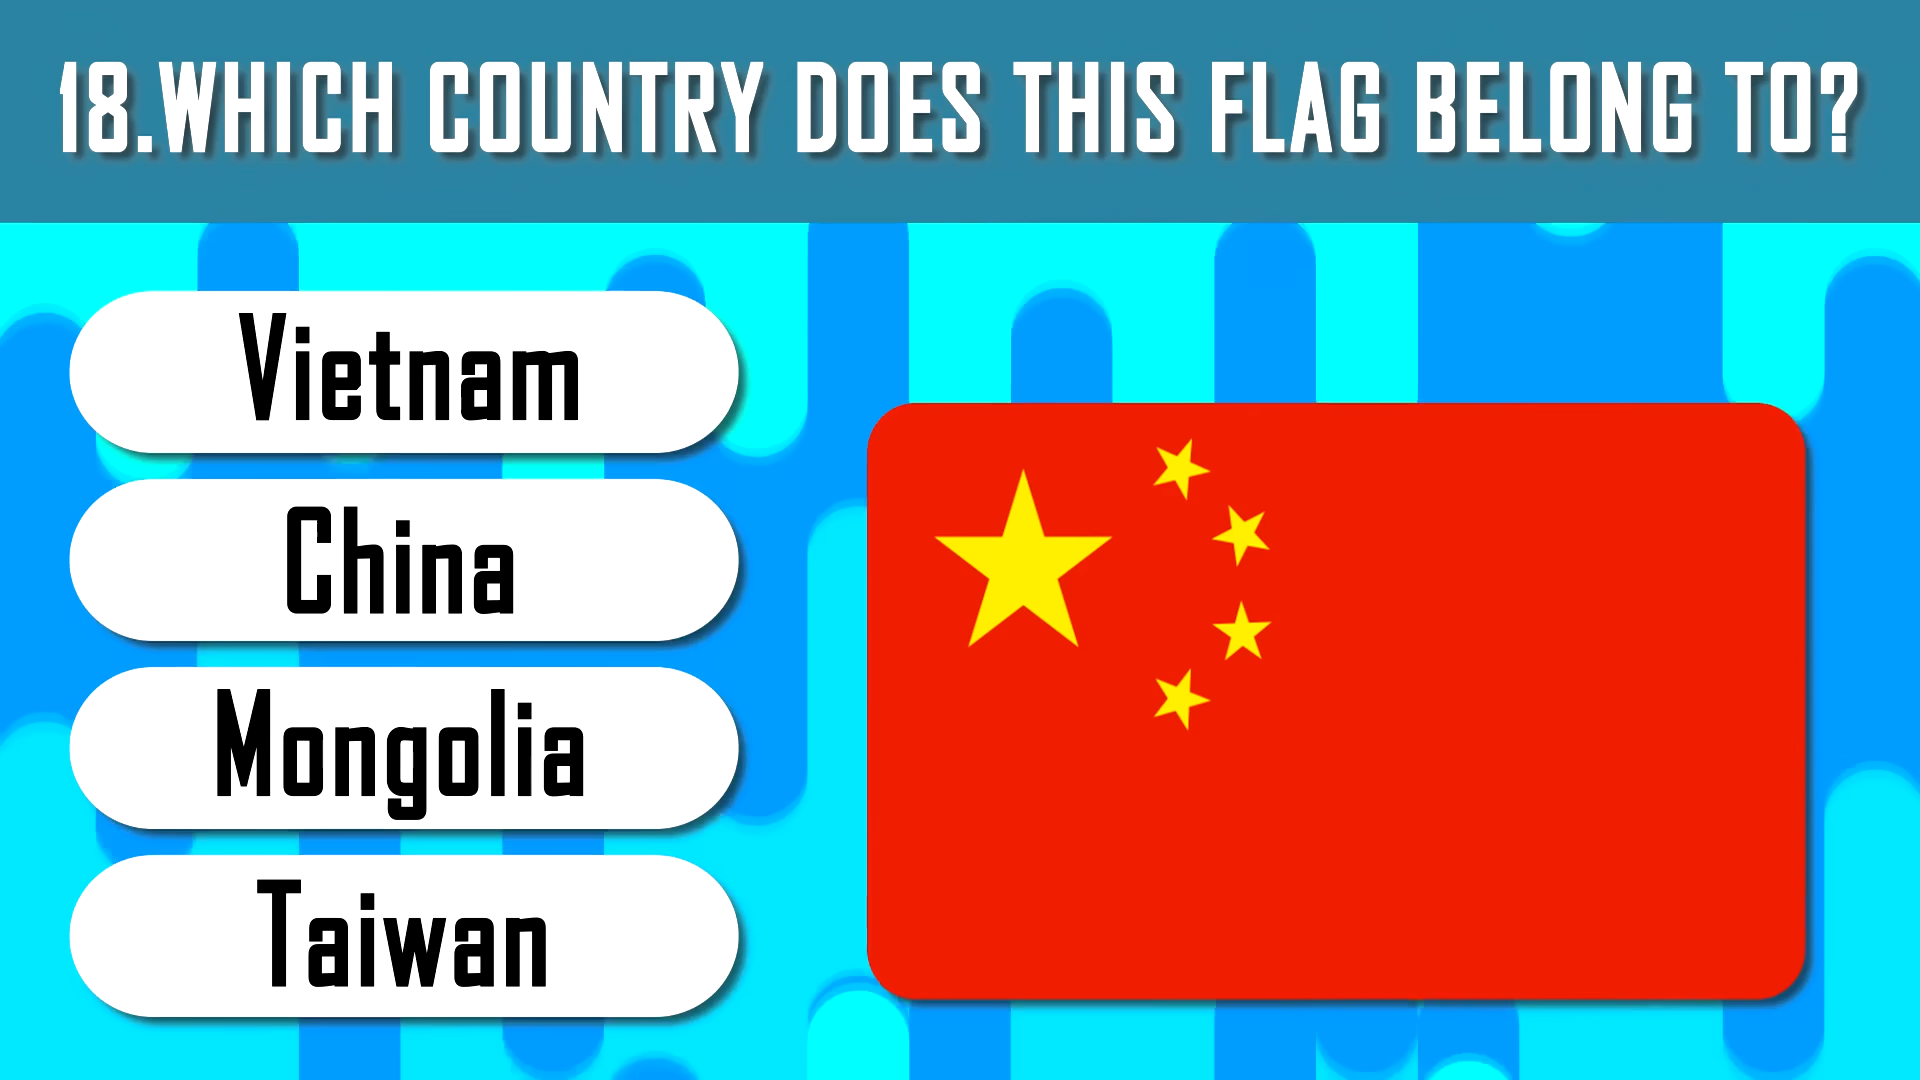 18.WHICH COUNTRY DOES THIS FLAG BELONG TO?
Vietnam
China
Mongolia
Taiwan